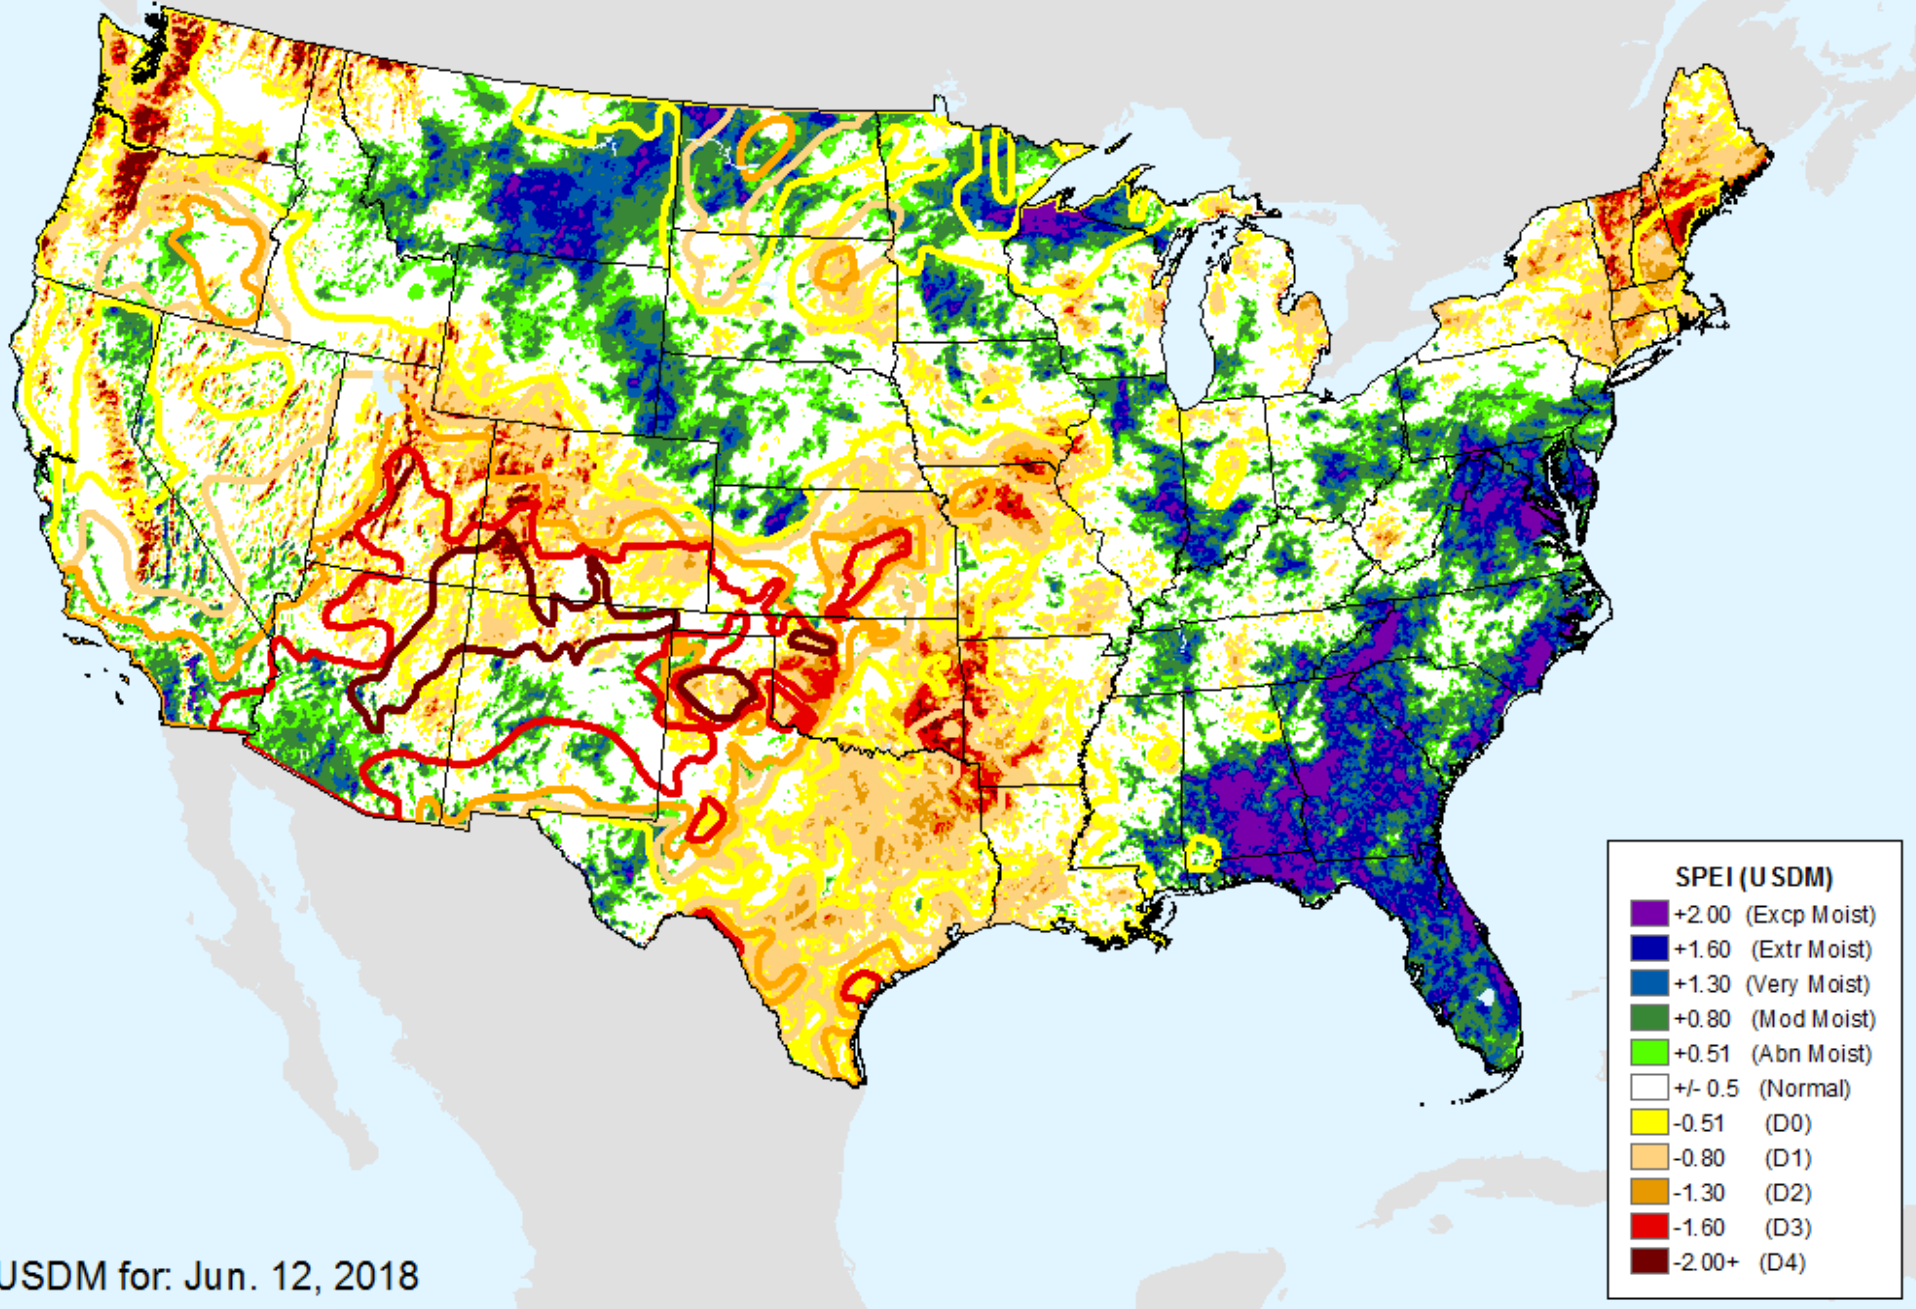 SPEI (USDM)
+2.00 (Excp Moist)
+1.60 (Extr Moist)
+1.30 (Very Moist)
+0.80 (Mod Moist)
+0.51 (Abn Moist)
+/- 0.5 (Normal)
-0.51 (D0)
-0.80 (D1)
-1.30 (D2)
-1.60 (D3)
-2.00+ (D4)
USDM for: Jun. 12, 2018